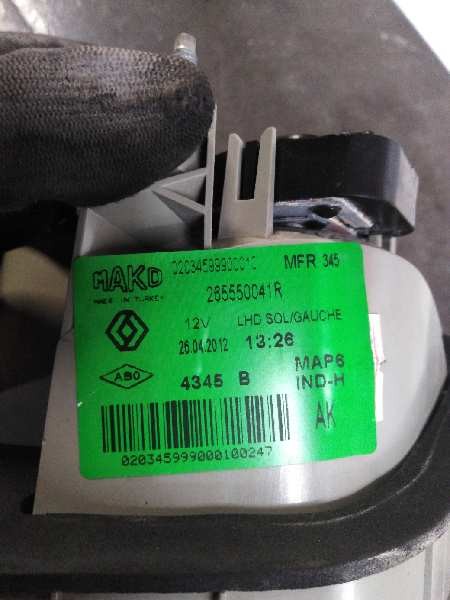 MAKO
MADE IN TURKEY
02034599900010
MFR 345
265550041R
12V LHD SOL/GAUCHE
26.04.2012 13:26
ABO
4345 B
MAP6
IND-H
AK
020345999000100247